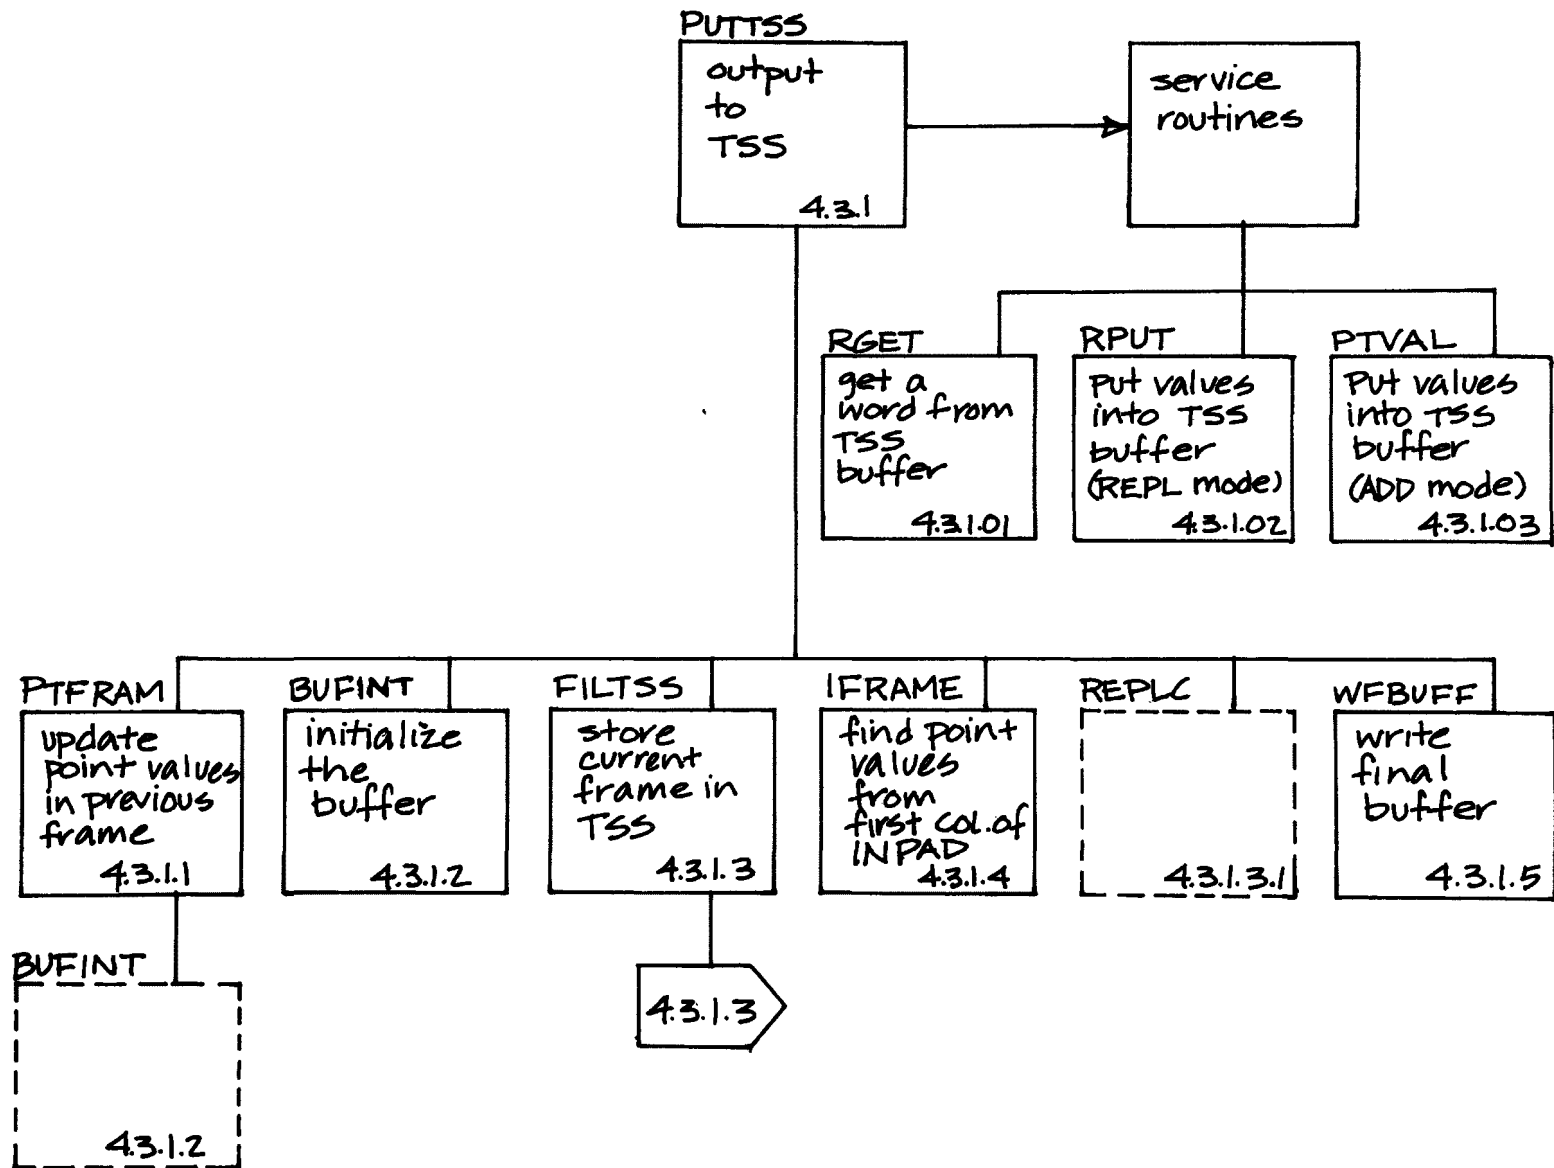 PUTTSS
output
to
TSS
4.3.1
service
routines
RGET
get a
word from
TSS
buffer
4.3.1.01
RPUT
put values
into TSS
buffer
(REPL mode)
4.3.1.02
PTVAL
put values
into TSS
buffer
(ADD mode)
4.3.1.03
PTFRAM
update
point values
in previous
frame
4.3.1.1
BUFINT
initialize
the
buffer
4.3.1.2
FILTSS
store
current
frame in
TSS
4.3.1.3
IFRAME
find point
values
from
first col. of
INPAD
4.3.1.4
REPLC
4.3.1.3.1
WFBUFF
write
final
buffer
4.3.1.5
BUFINT
4.3.1.2
4.3.1.3